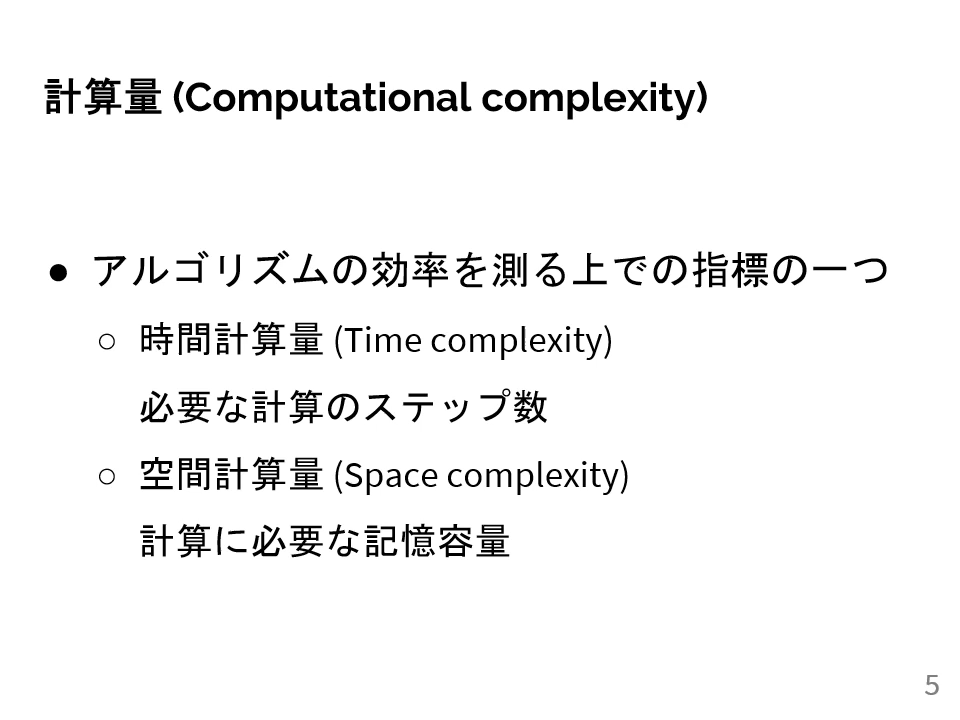 計算量 (Computational complexity)
● アルゴリズムの効率を測る上での指標の一つ
○ 時間計算量 (Time complexity)
必要な計算のステップ数
○ 空間計算量 (Space complexity)
計算に必要な記憶容量
5